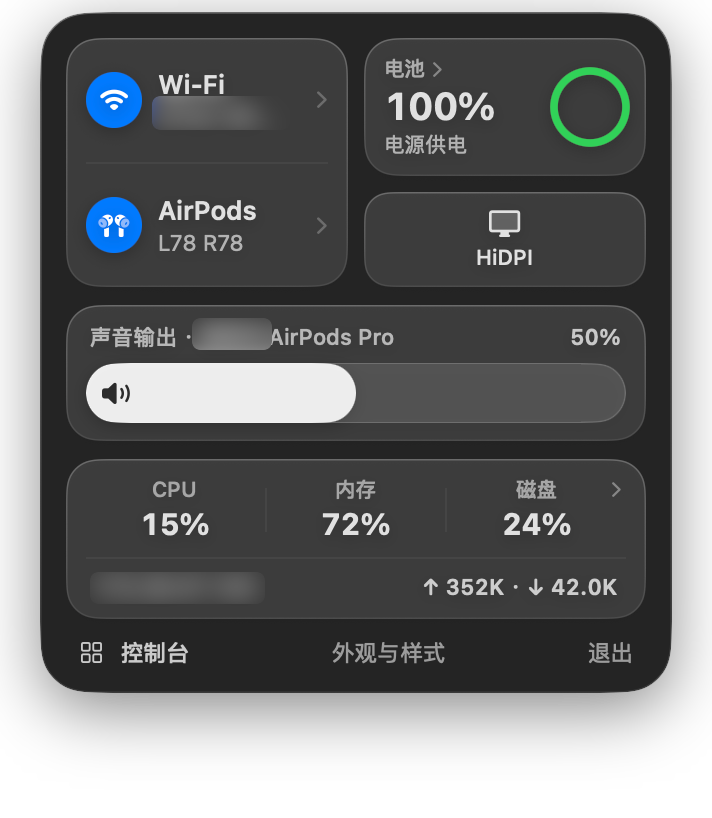 Wi-Fi
AirPods
L78 R78
电池
100%
电源供电
HiDPI
声音输出 · AirPods Pro 50%
CPU 内存 磁盘
15% 72% 24%
↑ 352K · ↓ 42.0K
控制台 外观与样式 退出